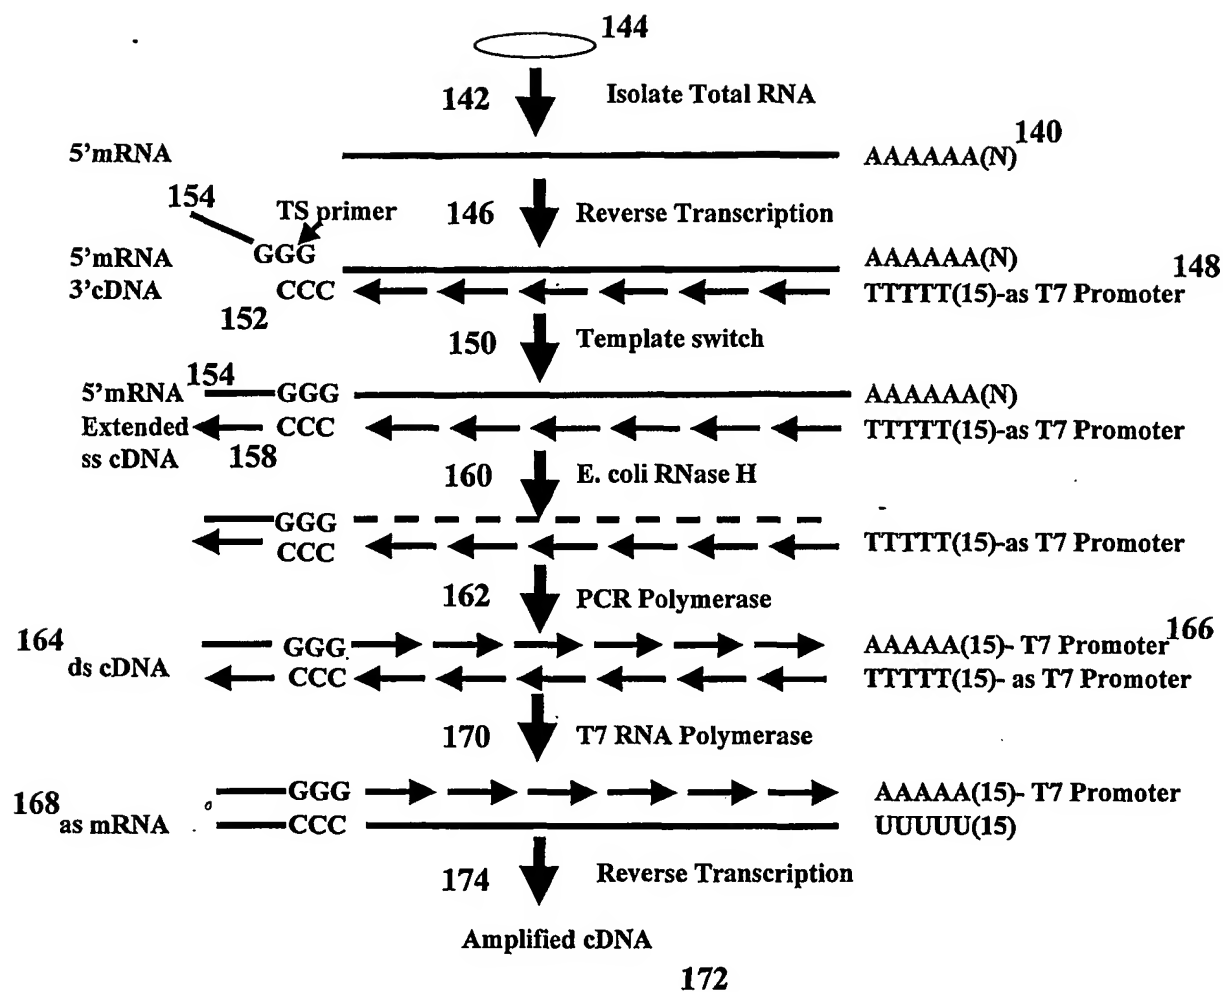 144
142 Isolate Total RNA
140
5'mRNA AAAAAA(N)
154 TS primer 146 Reverse Transcription
GGG
5'mRNA AAAAAA(N) 148
3'cDNA CCC TTTTT(15)-as T7 Promoter
152 150 Template switch
154
5'mRNA GGG AAAAAA(N)
Extended CCC TTTTT(15)-as T7 Promoter
ss cDNA 158 160 E. coli RNase H
GGG
CCC TTTTT(15)-as T7 Promoter
162 PCR Polymerase
164 GGG AAAAA(15)- T7 Promoter 166
ds cDNA CCC TTTTT(15)- as T7 Promoter
170 T7 RNA Polymerase
168 GGG AAAAA(15)- T7 Promoter
as mRNA CCC UUUUU(15)
174 Reverse Transcription
Amplified cDNA
172